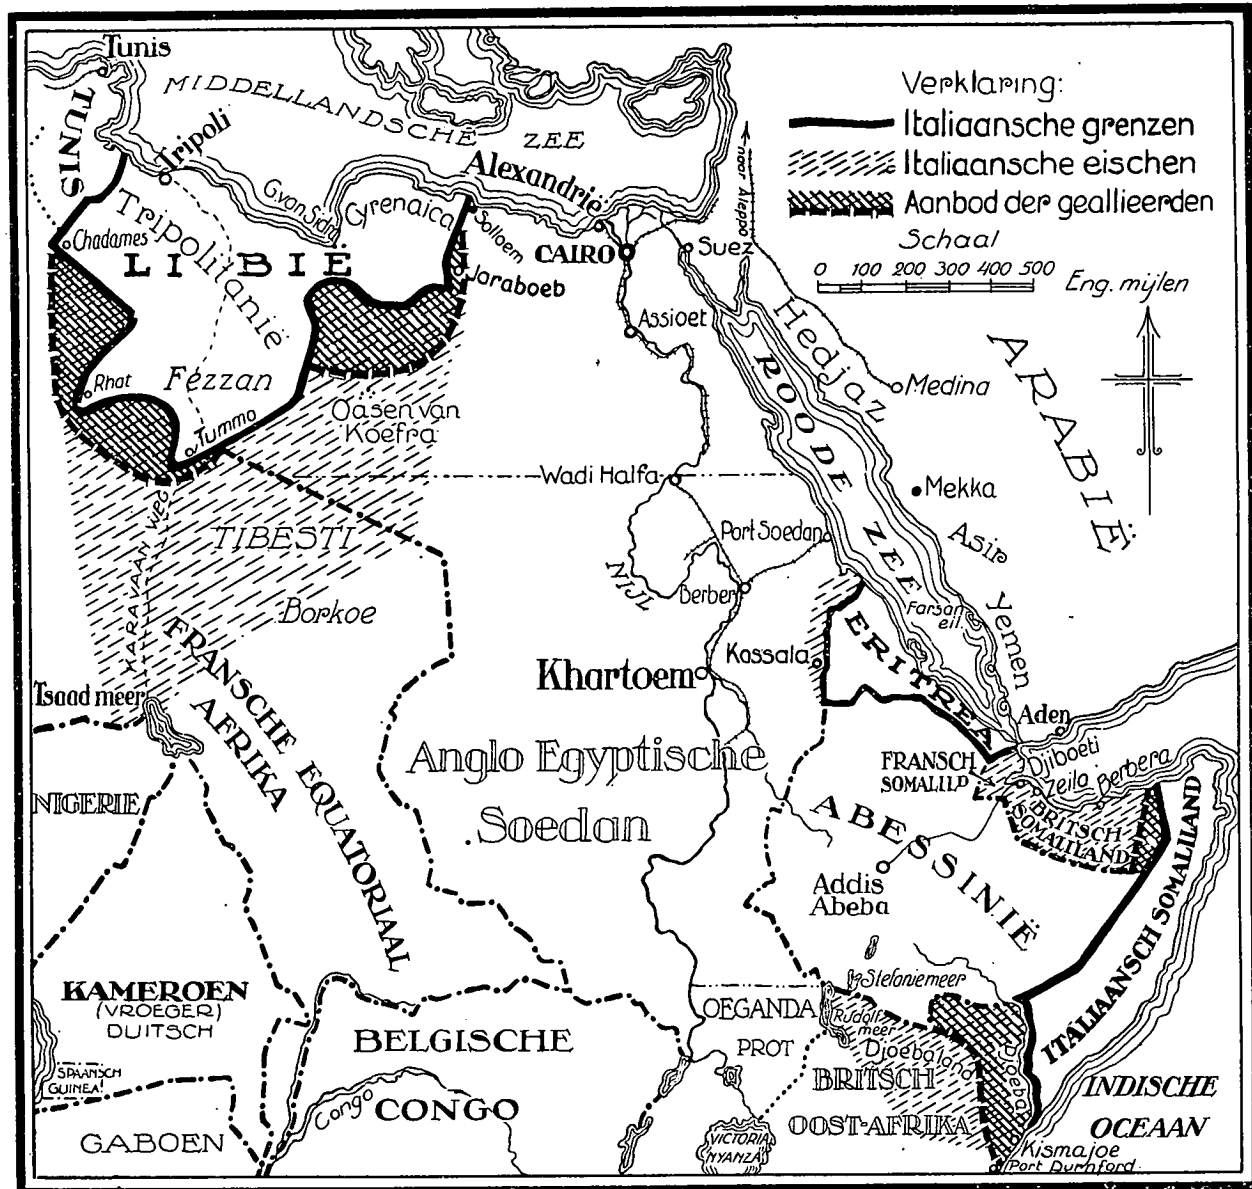 Verklaring:
Italiaansche grenzen
Italiaansche eischen
Aanbod der geallieerden
Schaal
0 100 200 300 400 500
Eng. mijlen
Tunis
TUNIS
MIDDELLANDSCHE ZEE
Tripoli
G. van Sidra
Cyrenaica
Alexandrië
Solloem
CAIRO
Suez
naar Aleppo
Chadames
Tripolitanië
LIBIË
Jaraboeb
Assioet
Hedjaz
ARABIË
Rhat
Fezzan
Tummo
Oasen van
Koefra
Medina
ROODE ZEE
Wadi Halfa
Mekka
KARAVAAN weg
TIBESTI
Port Soedan
Asir
NIJL
Berber
Borkoe
Farsan
eil.
Yemen
FRANSCHE EQUATORIAAL
AFRIKA
Kassala
ERITREA
Khartoem
Tsaad meer
Aden
Anglo Egyptische
Soedan
FRANSCH
SOMALILD
Djiboeti
Zeila
Berbera
NIGERIE
BRITSCH
SOMALILAND
ABESSINIË
Addis
Abeba
ITALIAANSCH SOMALILAND
KAMEROEN
(VROEGER)
DUITSCH
Stefoniemeer
OEGANDA
PROT
Rudolf
meer
Djoebaland
Djoeba
BELGISCHE
CONGO
Congo
BRITSCH
OOST-AFRIKA
INDISCHE
OCEAAN
SPAANSCH
GUINEA!
GABOEN
VICTORIA
NYANZA
Kismajoe
Port Durnford